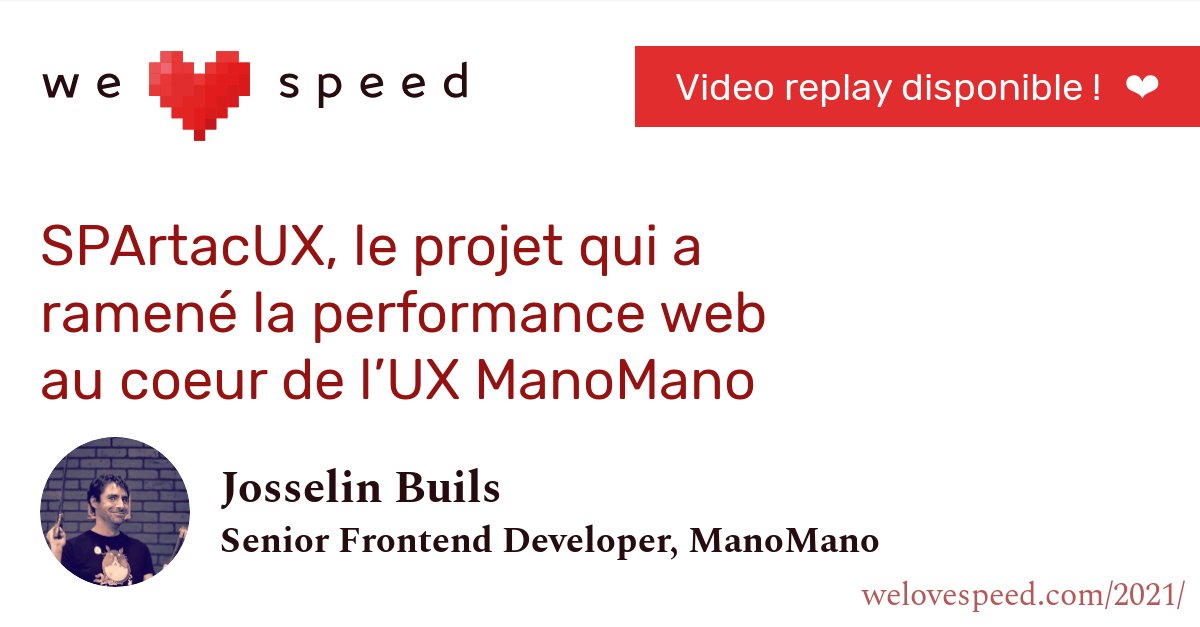 we speed
Video replay disponible ! ❤
SPArtacUX, le projet qui a
ramené la performance web
au coeur de l’UX ManoMano
Josselin Buils
Senior Frontend Developer, ManoMano
welovespeed.com/2021/